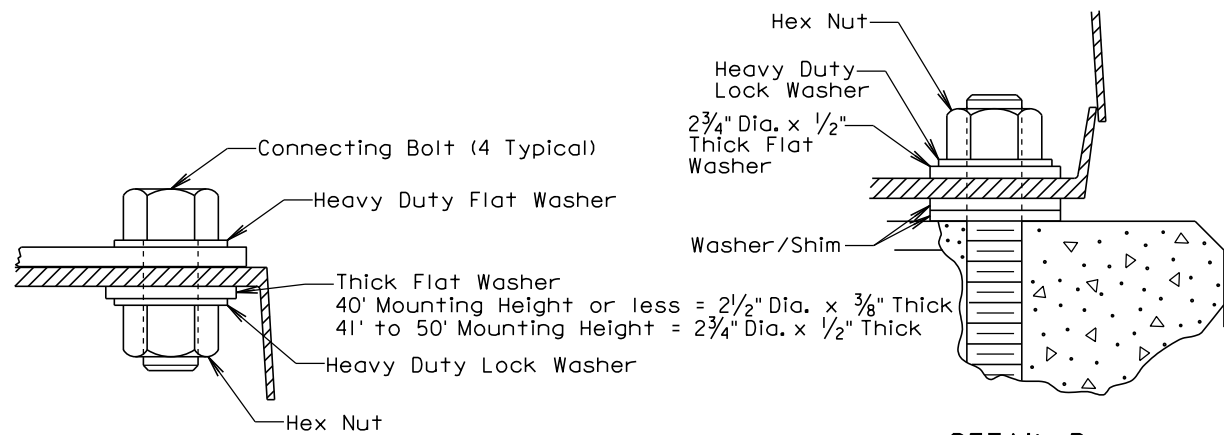 Connecting Bolt (4 Typical)
Heavy Duty Flat Washer
Thick Flat Washer
40' Mounting Height or less = 2½" Dia. x ⅜" Thick
41' to 50' Mounting Height = 2¾" Dia. x ½" Thick
Heavy Duty Lock Washer
Hex Nut
Hex Nut
Heavy Duty
Lock Washer
2¾" Dia. x ½"
Thick Flat
Washer
Washer/Shim